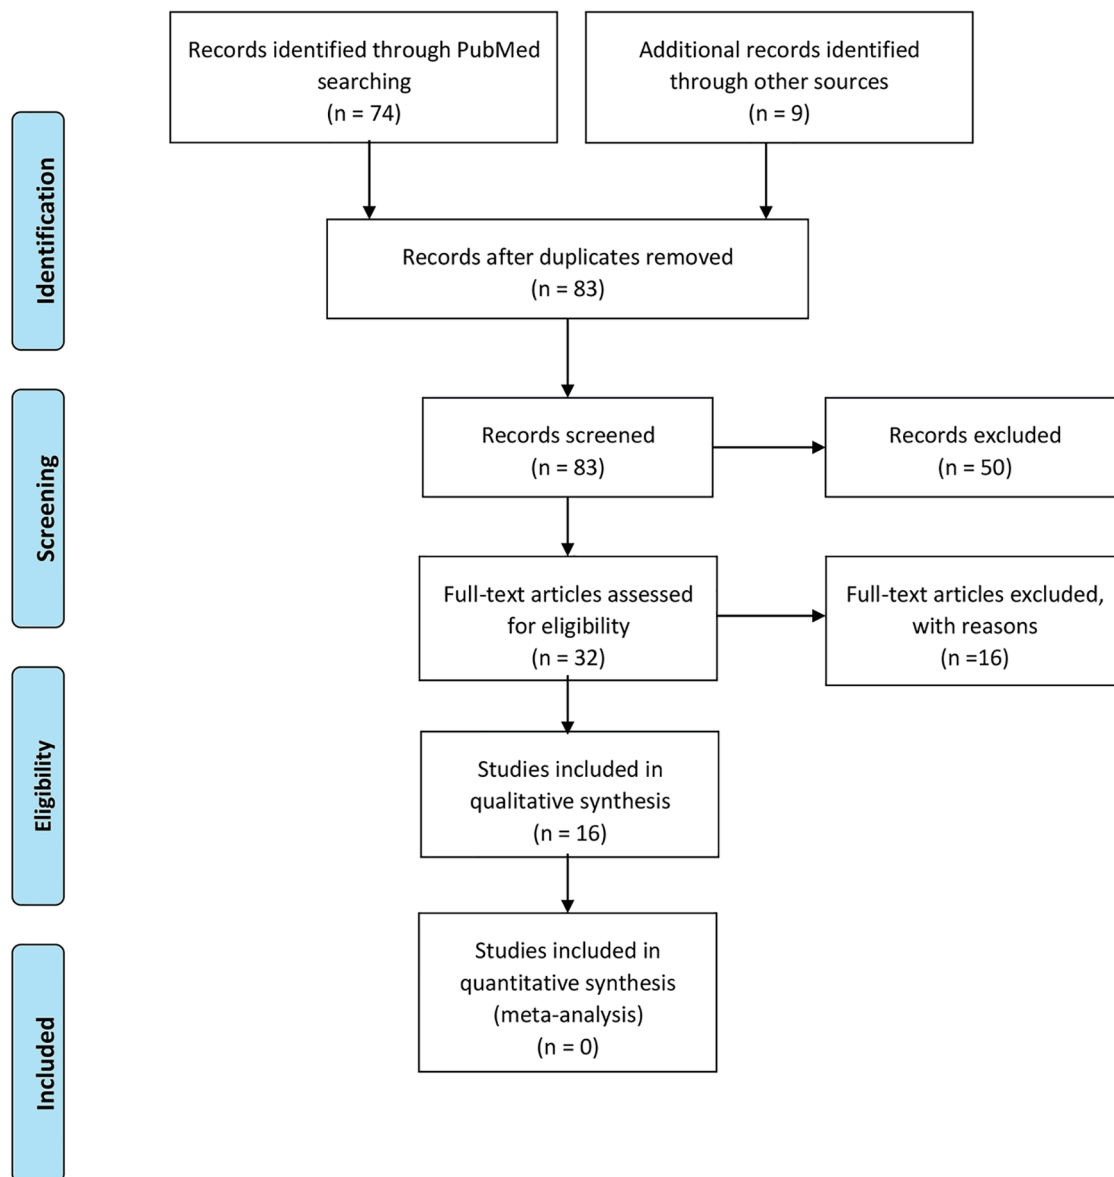 Records identified through PubMed
searching
(n = 74)
Additional records identified
through other sources
(n = 9)
Identification
Records after duplicates removed
(n = 83)
Screening
Records screened
(n = 83)
Records excluded
(n = 50)
Full-text articles assessed
for eligibility
(n = 32)
Full-text articles excluded,
with reasons
(n =16)
Eligibility
Studies included in
qualitative synthesis
(n = 16)
Included
Studies included in
quantitative synthesis
(meta-analysis)
(n = 0)